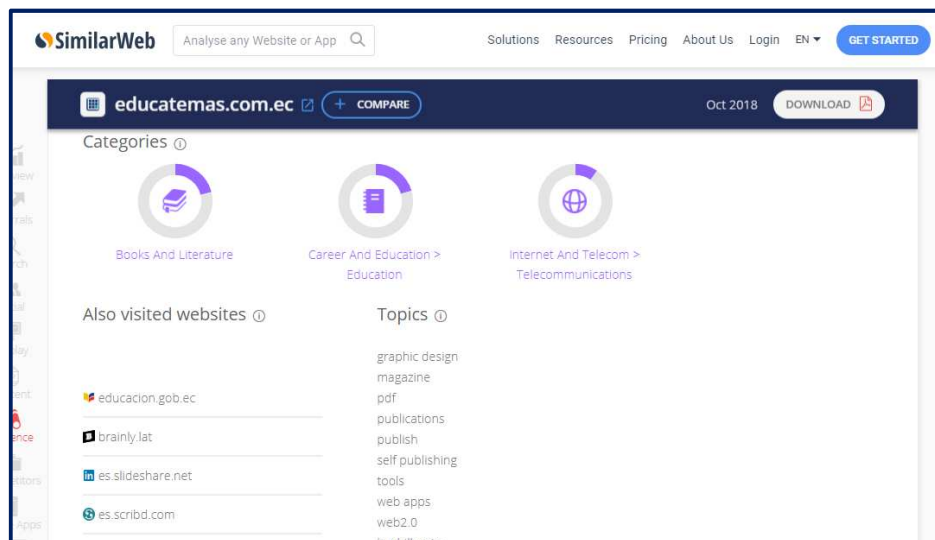 SimilarWeb
Analyse any Website or App
Solutions Resources Pricing About Us Login EN GET STARTED
educatemas.com.ec + COMPARE Oct 2018 DOWNLOAD
Categories
Books And Literature
Career And Education >
Education
Internet And Telecom >
Telecommunications
Also visited websites
educacion.gob.ec
brainly.lat
es.slideshare.net
es.scribd.com
Topics
graphic design
magazine
pdf
publications
publish
self publishing
tools
web apps
web2.0